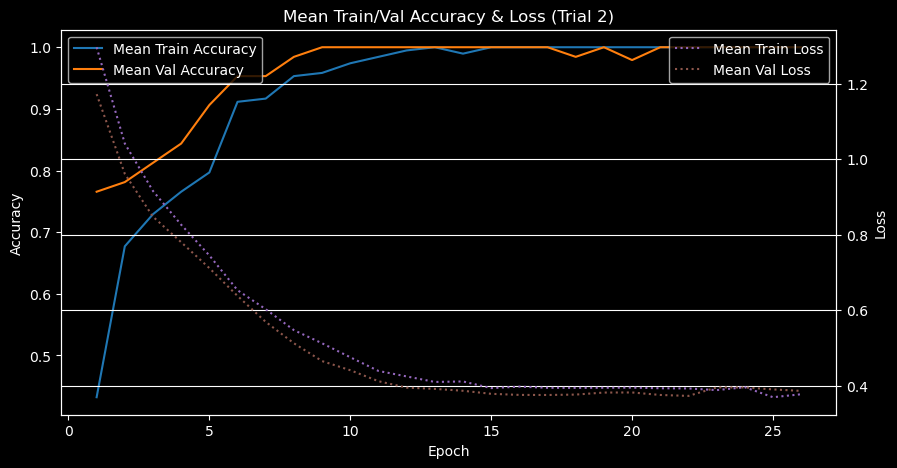 Mean Train/Val Accuracy & Loss (Trial 2)
Mean Train Accuracy
Mean Val Accuracy
Mean Train Loss
Mean Val Loss
1.0
0.9
0.8
0.7
0.6
0.5
Accuracy
1.2
1.0
0.8
0.6
0.4
Loss
0 5 10 15 20 25
Epoch